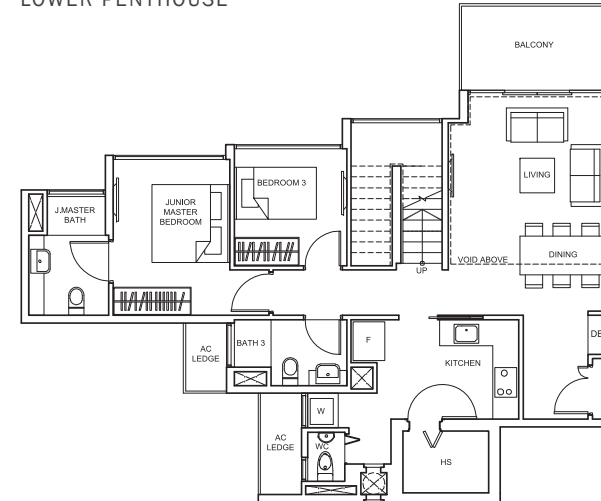 LOWER PENTHOUSE
BALCONY
LIVING
BEDROOM 3
JUNIOR
MASTER
BEDROOM
J.MASTER
BATH
DINING
VOID ABOVE
UP
AC
LEDGE
BATH 3
F
KITCHEN
DE
W
AC
LEDGE
WC
HS